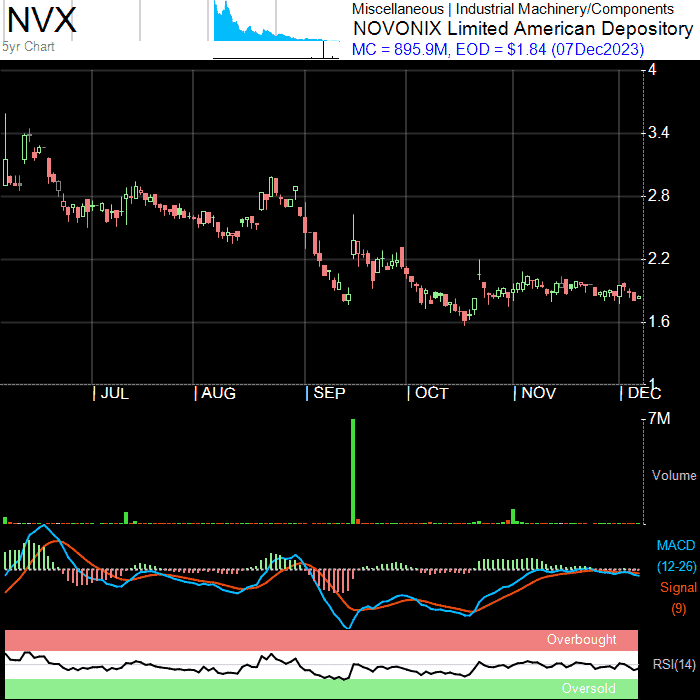 NVX
5yr Chart
Miscellaneous | Industrial Machinery/Components
NOVONIX Limited American Depository
MC = 895.9M, EOD = $1.84 (07Dec2023)
4
3.4
2.8
2.2
1.6
1
| JUL | AUG | SEP | OCT | NOV | DEC
7M
Volume
MACD
(12-26)
Signal
(9)
Overbought
RSI(14)
Oversold